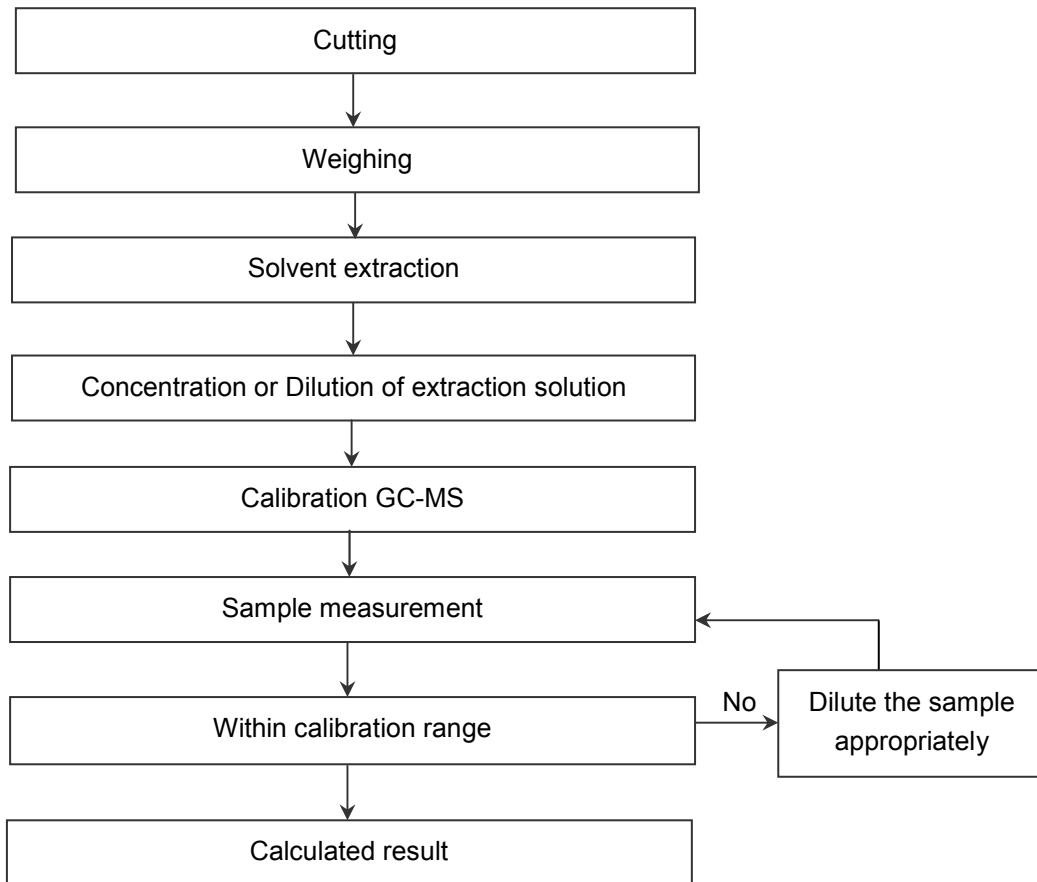 Cutting
Weighing
Solvent extraction
Concentration or Dilution of extraction solution
Calibration GC-MS
Sample measurement
Within calibration range
No
Dilute the sample
appropriately
Calculated result